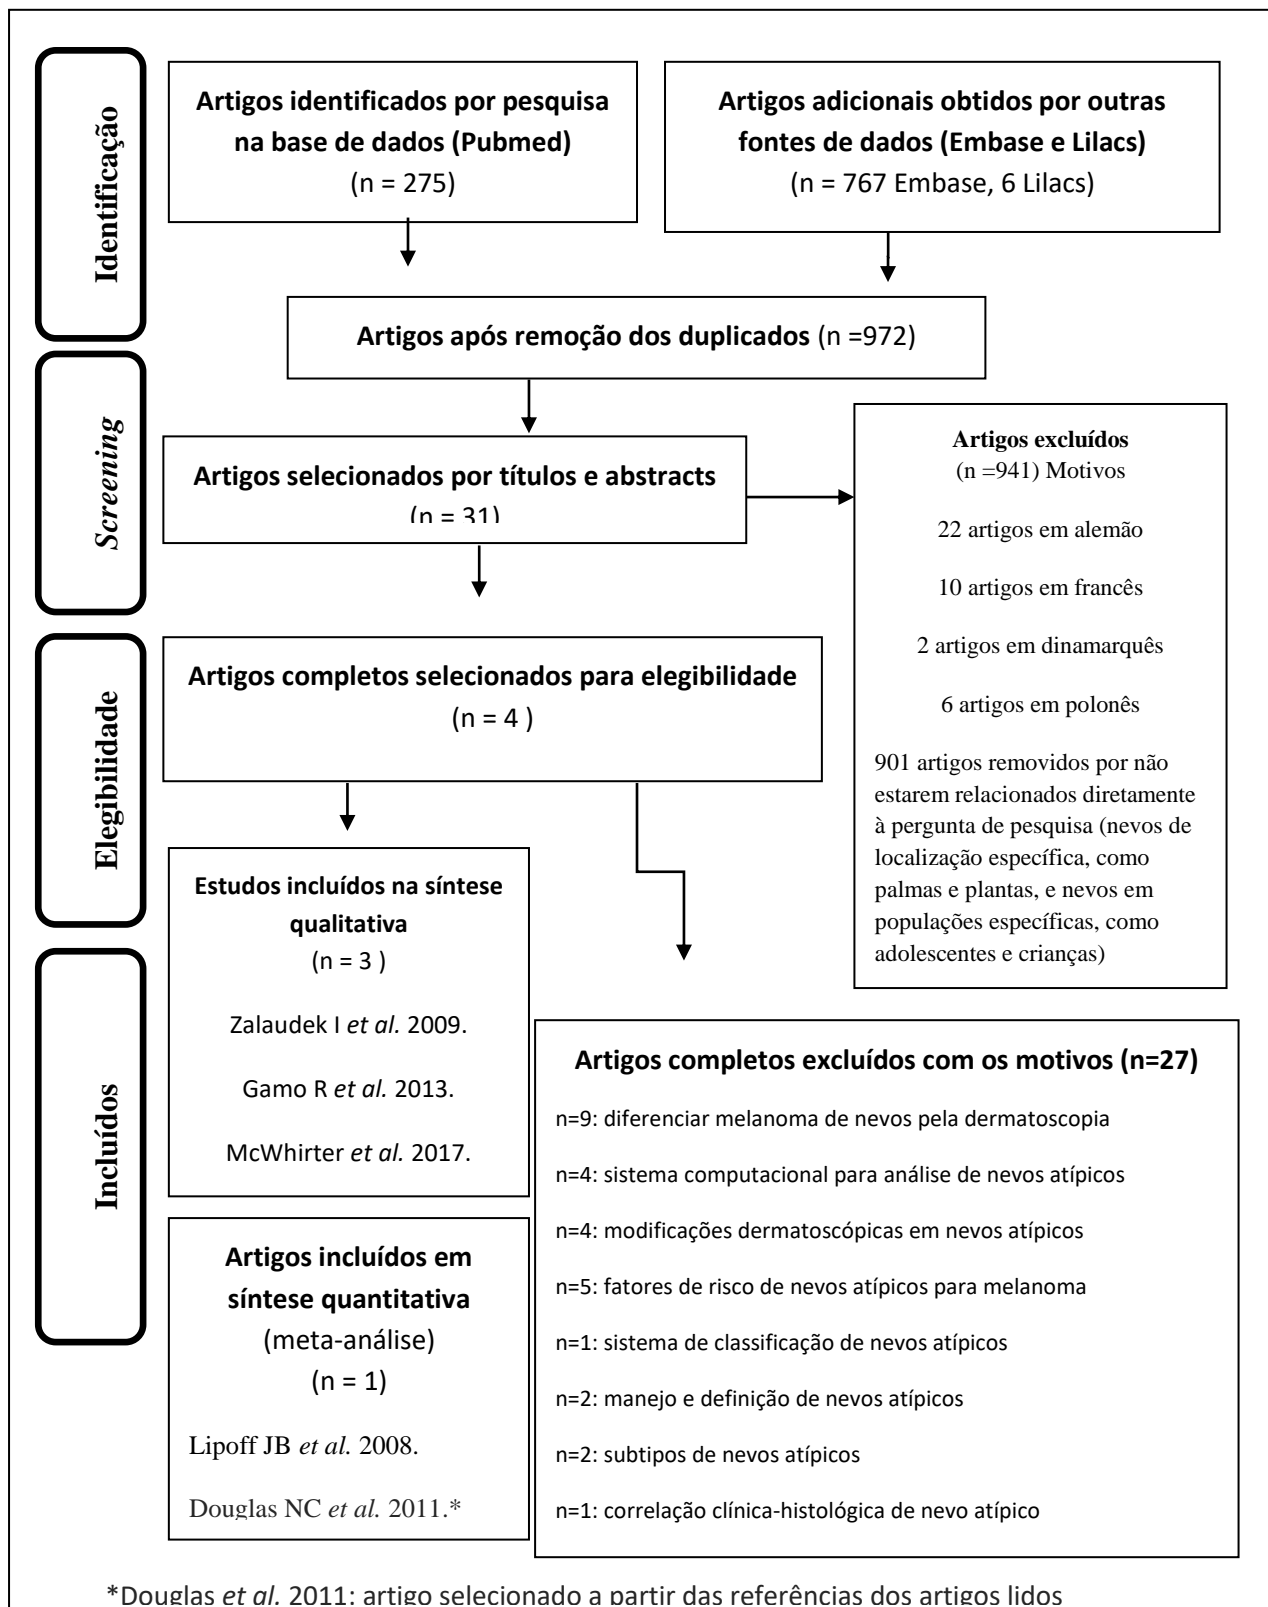 Identificação
Artigos identificados por pesquisa
na base de dados (Pubmed)
(n = 275)
Artigos adicionais obtidos por outras
fontes de dados (Embase e Lilacs)
(n = 767 Embase, 6 Lilacs)
Artigos após remoção dos duplicados (n =972)
Screening
Artigos selecionados por títulos e abstracts
(n = 31)
Artigos excluídos
(n =941) Motivos
22 artigos em alemão
10 artigos em francês
2 artigos em dinamarquês
6 artigos em polonês
901 artigos removidos por não
estarem relacionados diretamente
à pergunta de pesquisa (nevos de
localização específica, como
palmas e plantas, e nevos em
populações específicas, como
adolescentes e crianças)
Elegibilidade
Artigos completos selecionados para elegibilidade
(n = 4 )
Incluídos
Estudos incluídos na síntese
qualitativa
(n = 3 )
Zalaudek I et al. 2009.
Gamo R et al. 2013.
McWhirter et al. 2017.
Artigos incluídos em
síntese quantitativa
(meta-análise)
(n = 1)
Lipoff JB et al. 2008.
Douglas NC et al. 2011.*
Artigos completos excluídos com os motivos (n=27)
n=9: diferenciar melanoma de nevos pela dermatoscopia
n=4: sistema computacional para análise de nevos atípicos
n=4: modificações dermatoscópicas em nevos atípicos
n=5: fatores de risco de nevos atípicos para melanoma
n=1: sistema de classificação de nevos atípicos
n=2: manejo e definição de nevos atípicos
n=2: subtipos de nevos atípicos
n=1: correlação clínica-histológica de nevo atípico
*Douglas et al. 2011: artigo selecionado a partir das referências dos artigos lidos